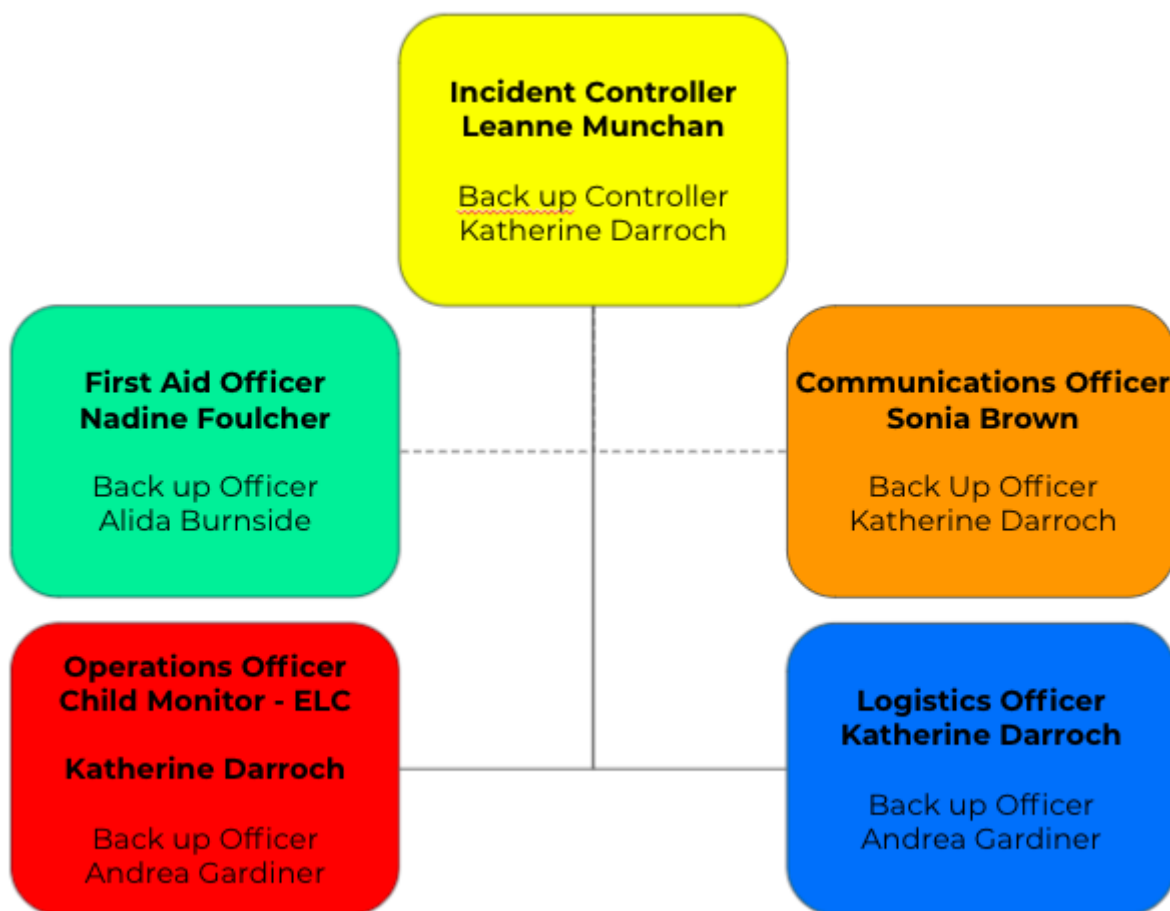 Incident Controller
Leanne Munchan
Back up Controller
Katherine Darroch
First Aid Officer
Nadine Foulcher
Back up Officer
Alida Burnside
Communications Officer
Sonia Brown
Back Up Officer
Katherine Darroch
Operations Officer
Child Monitor - ELC
Katherine Darroch
Back up Officer
Andrea Gardiner
Logistics Officer
Katherine Darroch
Back up Officer
Andrea Gardiner